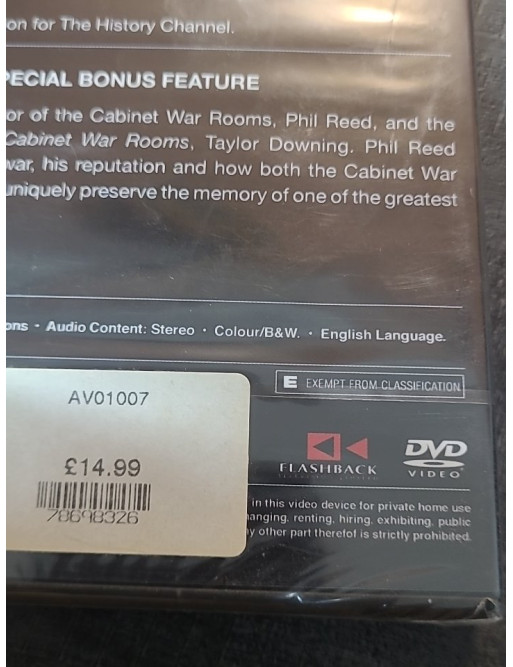 on for The History Channel.
PECIAL BONUS FEATURE
or of the Cabinet War Rooms, Phil Reed, and the
Cabinet War Rooms, Taylor Downing. Phil Reed
war, his reputation and how both the Cabinet War
uniquely preserve the memory of one of the greatest
ons · Audio Content: Stereo · Colour/B&W. · English Language.
E EXEMPT FROM CLASSIFICATION
AV01007
£14.99
78698326
FLASHBACK
DVD
VIDEO
in this video device for private home use
anging, renting, hiring, exhibiting, public
y other part therefof is strictly prohibited.